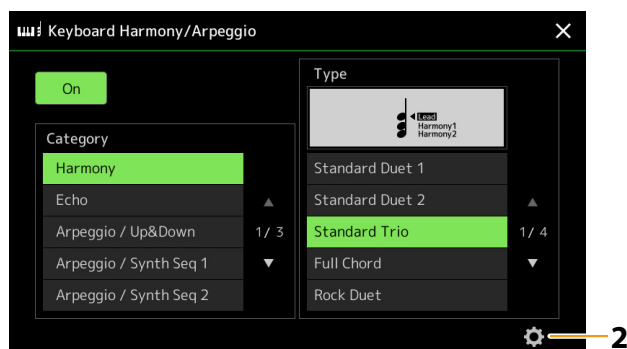 Keyboard Harmony/Arpeggio
On
Category
Harmony
Echo
Arpeggio / Up&Down
Arpeggio / Synth Seq 1
Arpeggio / Synth Seq 2
1/ 3
Type
Lead
Harmony1
Harmony2
Standard Duet 1
Standard Duet 2
Standard Trio
Full Chord
Rock Duet
1/ 4
2